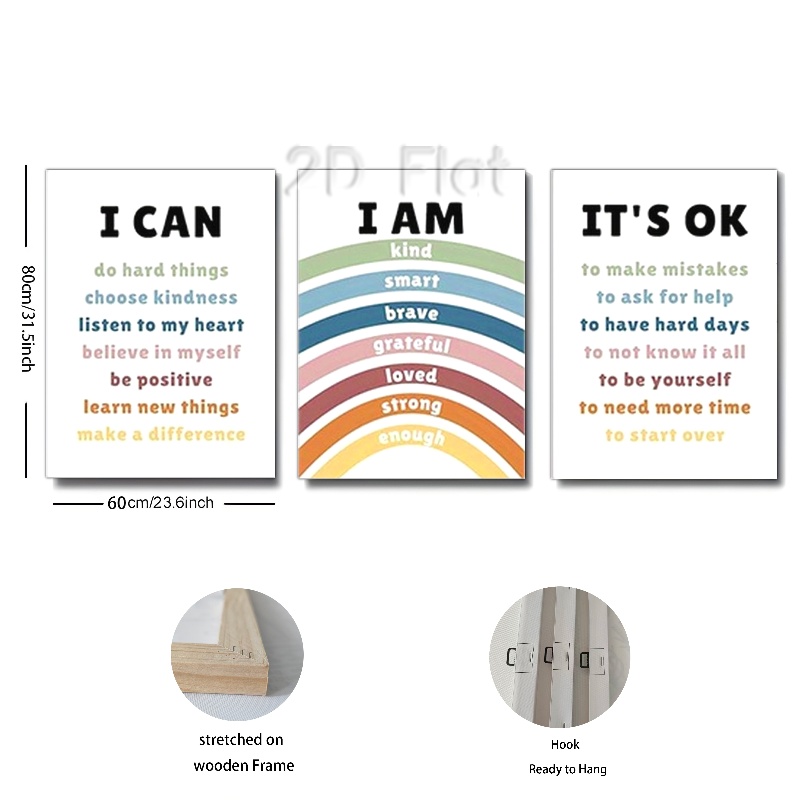 2D Flat
I CAN
do hard things
choose kindness
listen to my heart
believe in myself
be positive
learn new things
make a difference
I AM
kind
smart
brave
grateful
loved
strong
enough
IT'S OK
to make mistakes
to ask for help
to have hard days
to not know it all
to be yourself
to need more time
to start over
80cm/31.5inch
60cm/23.6inch
stretched on
wooden Frame
Hook
Ready to Hang